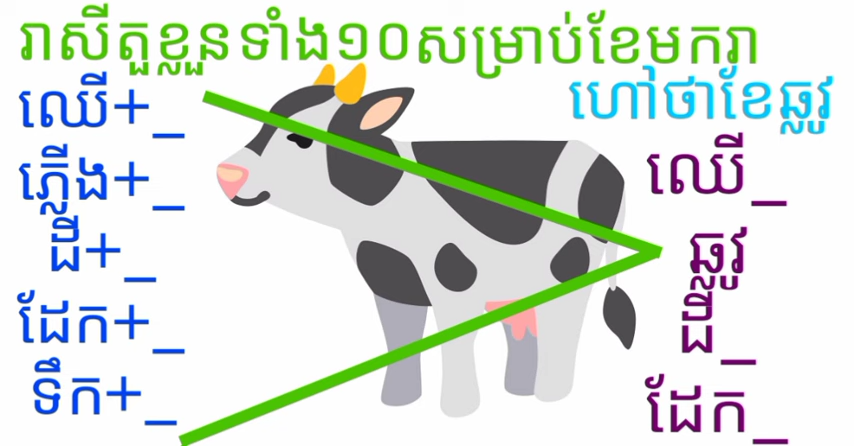 រាសីតួខ្លួនទាំង១០សម្រាប់ខែមករា
ហៅថាខែឆ្លូវ
ឈើ+_
ភ្លើង+_
ដី+_
ដែក+_
ទឹក+_
ឈើ_
ឆ្លូវ
ដី_
ដែក_